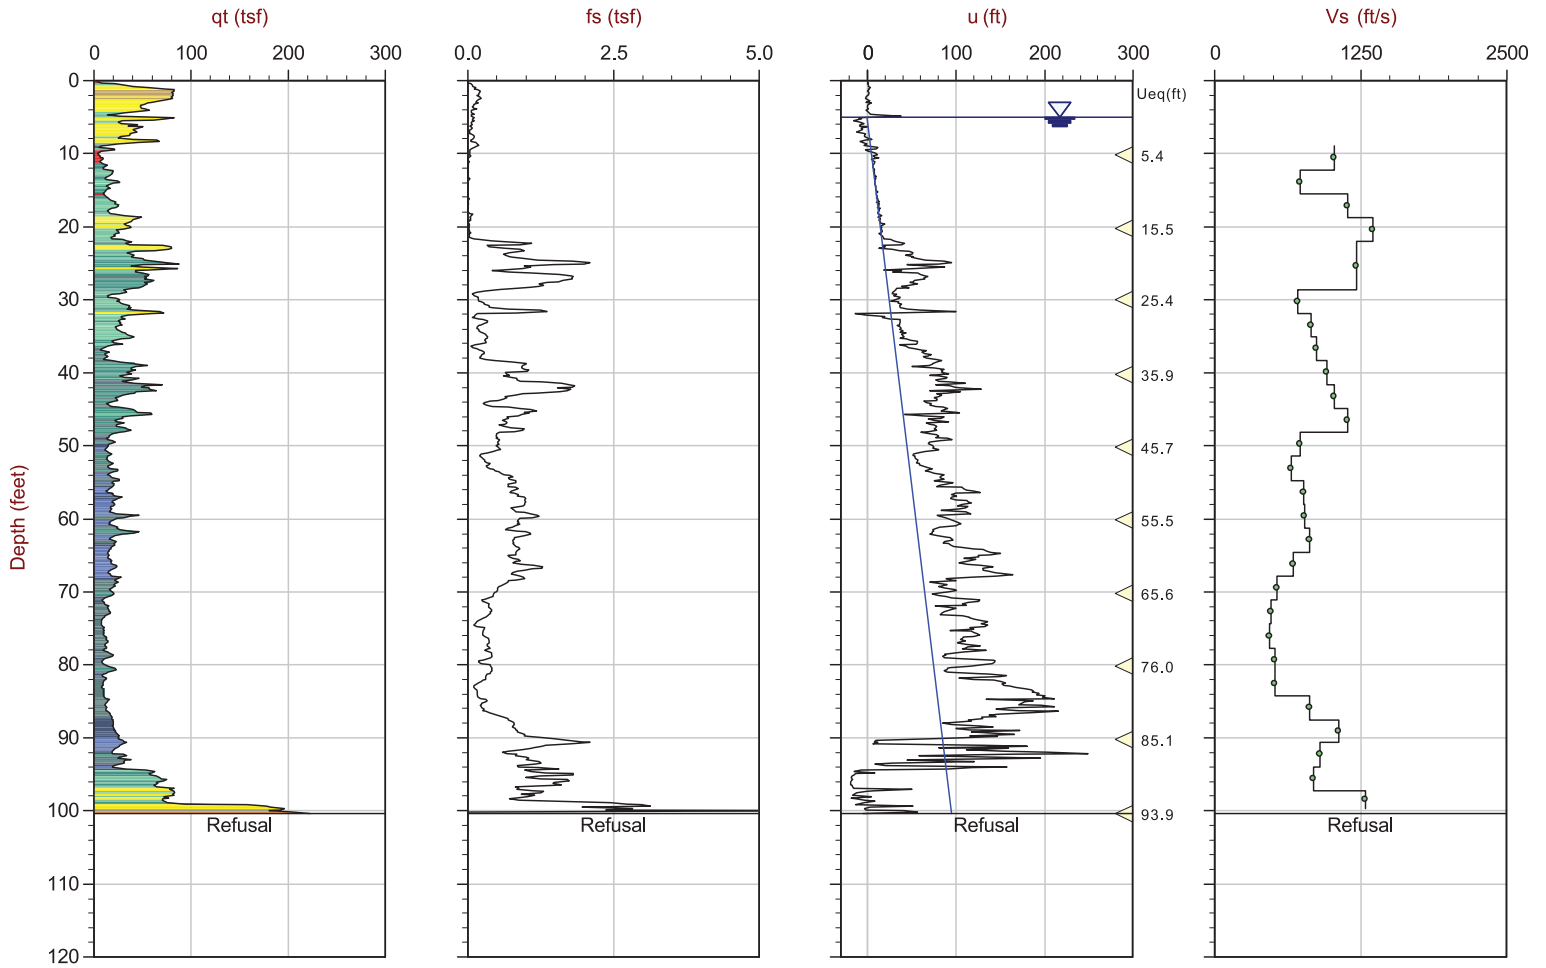 qt (tsf)
fs (tsf)
u (ft)
Vs (ft/s)
0 100 200 300
0.0 2.5 5.0
0 100 200 300
0 1250 2500
Depth (feet)
0
10
20
30
40
50
60
70
80
90
100
110
120
Ueq(ft)
5.4
15.5
25.4
35.9
45.7
55.5
65.6
76.0
85.1
93.9
Refusal
Refusal
Refusal
Refusal